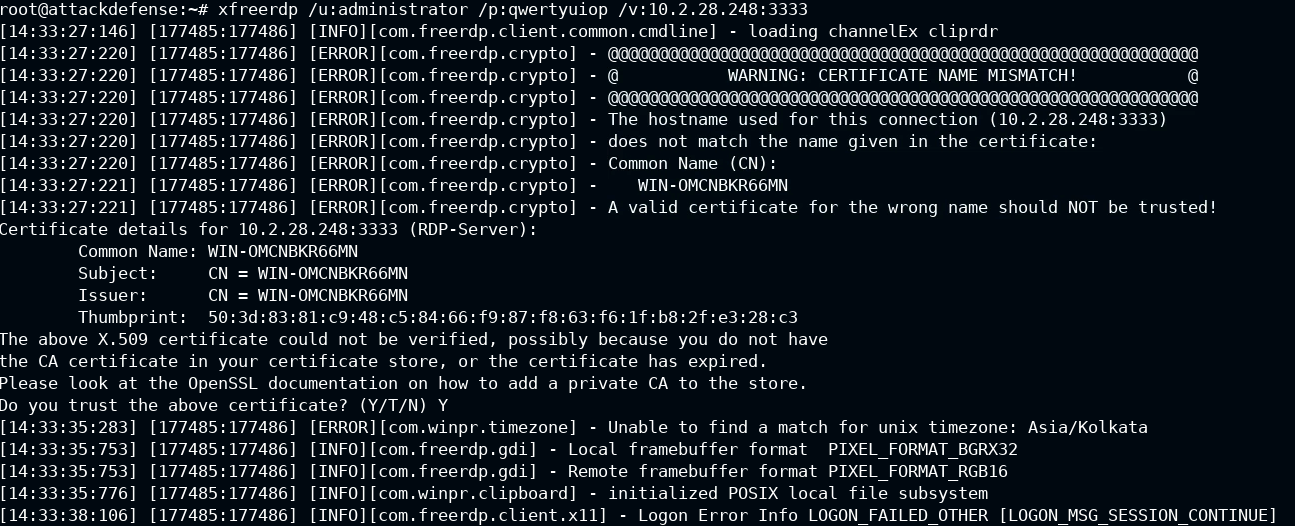 root@attackdefense:~# xfreerdp /u:administrator /p:qwertyuiop /v:10.2.28.248:3333
[14:33:27:146] [177485:177486] [INFO][com.freerdp.client.common.cmdline] - loading channelEx cliprdr
[14:33:27:220] [177485:177486] [ERROR][com.freerdp.crypto] - @@@@@@@@@@@@@@@@@@@@@@@@@@@@@@@@@@@@@@@@@@@@@@@@@@@@@@@@@@@
[14:33:27:220] [177485:177486] [ERROR][com.freerdp.crypto] - @           WARNING: CERTIFICATE NAME MISMATCH!           @
[14:33:27:220] [177485:177486] [ERROR][com.freerdp.crypto] - @@@@@@@@@@@@@@@@@@@@@@@@@@@@@@@@@@@@@@@@@@@@@@@@@@@@@@@@@@@
[14:33:27:220] [177485:177486] [ERROR][com.freerdp.crypto] - The hostname used for this connection (10.2.28.248:3333)
[14:33:27:220] [177485:177486] [ERROR][com.freerdp.crypto] - does not match the name given in the certificate:
[14:33:27:220] [177485:177486] [ERROR][com.freerdp.crypto] - Common Name (CN):
[14:33:27:221] [177485:177486] [ERROR][com.freerdp.crypto] -    WIN-OMCNBKR66MN
[14:33:27:221] [177485:177486] [ERROR][com.freerdp.crypto] - A valid certificate for the wrong name should NOT be trusted!
Certificate details for 10.2.28.248:3333 (RDP-Server):
        Common Name: WIN-OMCNBKR66MN
        Subject:     CN = WIN-OMCNBKR66MN
        Issuer:      CN = WIN-OMCNBKR66MN
        Thumbprint:  50:3d:83:81:c9:48:c5:84:66:f9:87:f8:63:f6:1f:b8:2f:e3:28:c3
The above X.509 certificate could not be verified, possibly because you do not have
the CA certificate in your certificate store, or the certificate has expired.
Please look at the OpenSSL documentation on how to add a private CA to the store.
Do you trust the above certificate? (Y/T/N) Y
[14:33:35:283] [177485:177486] [ERROR][com.winpr.timezone] - Unable to find a match for unix timezone: Asia/Kolkata
[14:33:35:753] [177485:177486] [INFO][com.freerdp.gdi] - Local framebuffer format  PIXEL_FORMAT_BGRX32
[14:33:35:753] [177485:177486] [INFO][com.freerdp.gdi] - Remote framebuffer format PIXEL_FORMAT_RGB16
[14:33:35:776] [177485:177486] [INFO][com.winpr.clipboard] - initialized POSIX local file subsystem
[14:33:38:106] [177485:177486] [INFO][com.freerdp.client.x11] - Logon Error Info LOGON_FAILED_OTHER [LOGON_MSG_SESSION_CONTINUE]